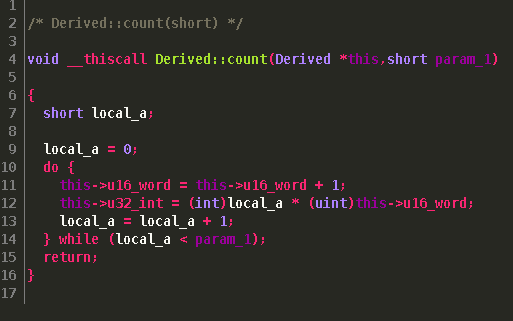 1
2 /* Derived::count(short) */
3
4 void __thiscall Derived::count(Derived *this,short param_1)
5
6 {
7   short local_a;
8
9   local_a = 0;
10   do {
11     this->u16_word = this->u16_word + 1;
12     this->u32_int = (int)local_a * (uint)this->u16_word;
13     local_a = local_a + 1;
14   } while (local_a < param_1);
15   return;
16 }
17